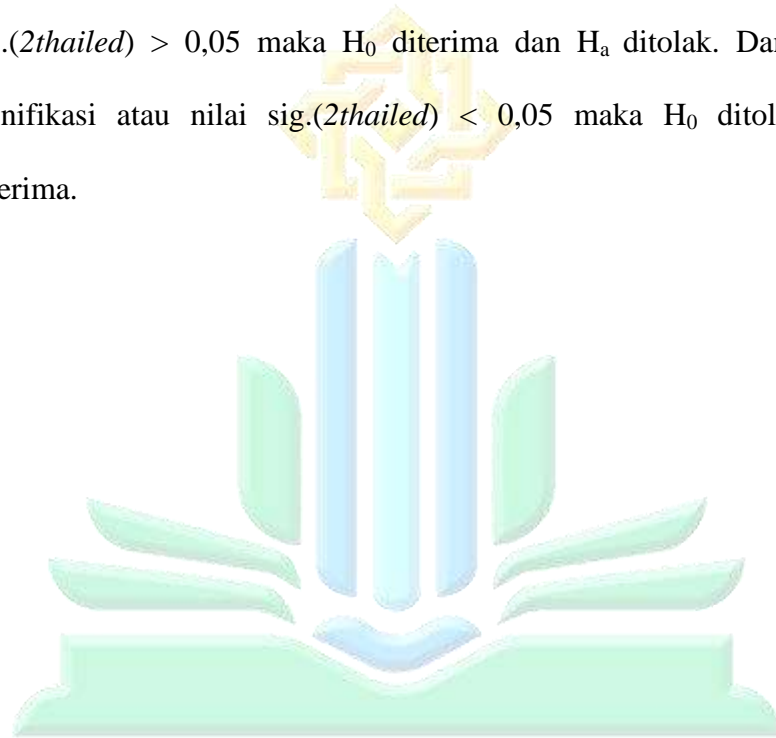 .(2thailed) > 0,05 maka H₀ diterima dan Hₐ ditolak. Dan
nifikasi atau nilai sig.(2thailed) < 0,05 maka H₀ ditol
erima.